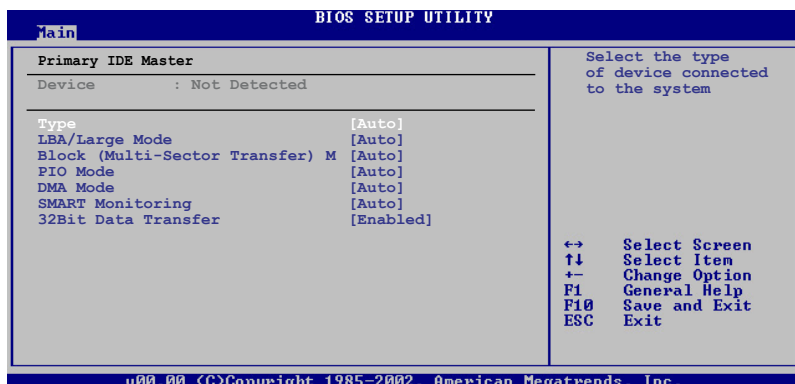 BIOS SETUP UTILITY
Main
Primary IDE Master
Device : Not Detected
Type [Auto]
LBA/Large Mode [Auto]
Block (Multi-Sector Transfer) M [Auto]
PIO Mode [Auto]
DMA Mode [Auto]
SMART Monitoring [Auto]
32Bit Data Transfer [Enabled]
Select the type
of device connected
to the system
←→ Select Screen
↑↓ Select Item
+- Change Option
F1 General Help
F10 Save and Exit
ESC Exit
v00.00 (C)Copyright 1985-2002, American Megatrends, Inc.